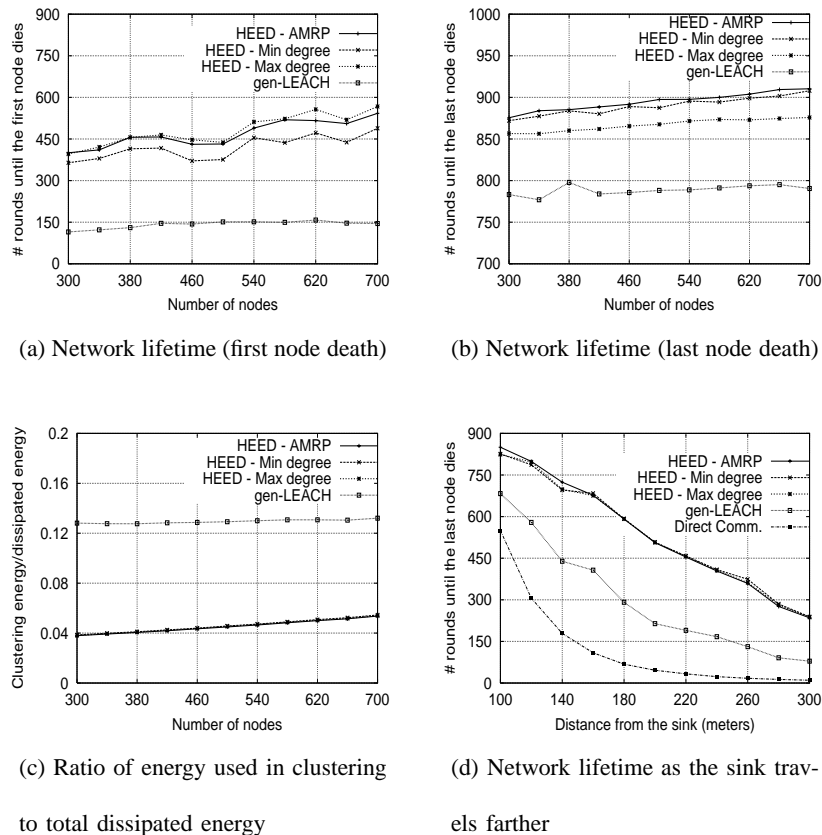 # rounds until the first node dies
900
750
600
450
300
150
0
HEED - AMRP
HEED - Min degree
HEED - Max degree
gen-LEACH
300 380 460 540 620 700
Number of nodes
(a) Network lifetime (first node death)
# rounds until the last node dies
1000
950
900
850
800
750
700
HEED - AMRP
HEED - Min degree
HEED - Max degree
gen-LEACH
300 380 460 540 620 700
Number of nodes
(b) Network lifetime (last node death)
Clustering energy/dissipated energy
0.2
0.16
0.12
0.08
0.04
0
HEED - AMRP
HEED - Min degree
HEED - Max degree
gen-LEACH
300 380 460 540 620 700
Number of nodes
(c) Ratio of energy used in clustering
to total dissipated energy
# rounds until the last node dies
900
750
600
450
300
150
0
HEED - AMRP
HEED - Min degree
HEED - Max degree
gen-LEACH
Direct Comm.
100 140 180 220 260 300
Distance from the sink (meters)
(d) Network lifetime as the sink trav-
els farther